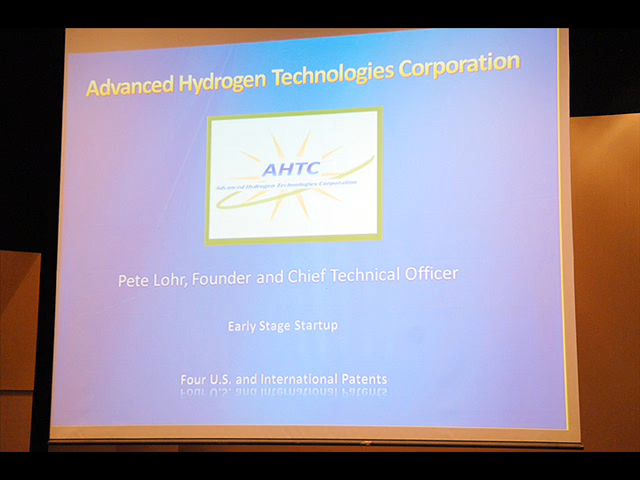 Advanced Hydrogen Technologies Corporation
AHTC
Advanced Hydrogen Technologies Corporation
Pete Lohr, Founder and Chief Technical Officer
Early Stage Startup
Four U.S. and International Patents